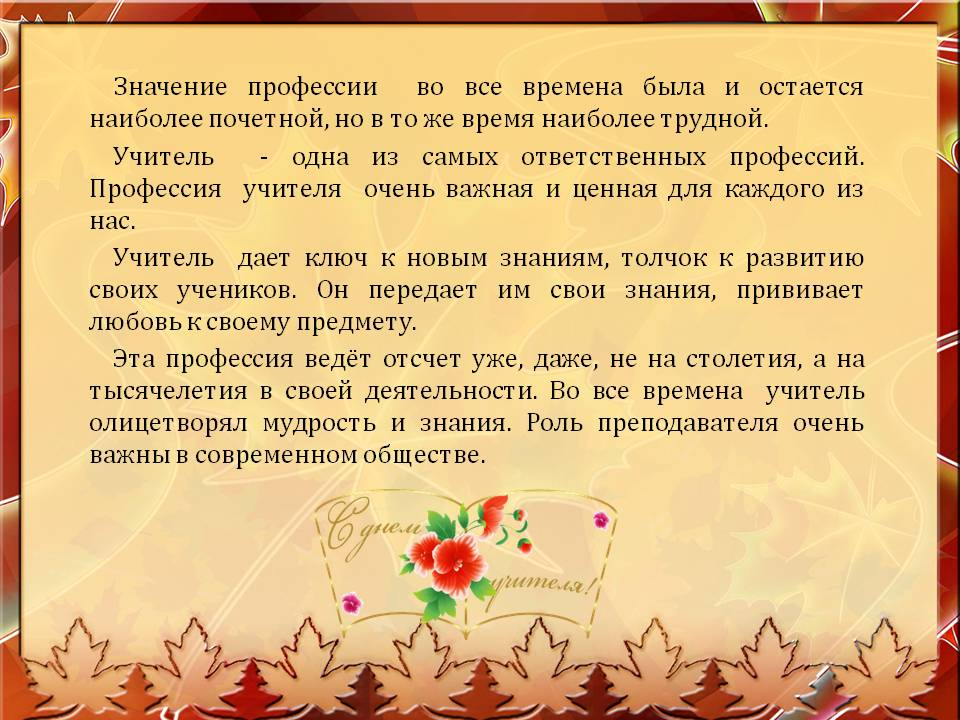 Значение профессии во все времена была и остается
наиболее почетной, но в то же время наиболее трудной.
Учитель - одна из самых ответственных профессий.
Профессия учителя очень важная и ценная для каждого из
нас.
Учитель дает ключ к новым знаниям, толчок к развитию
своих учеников. Он передает им свои знания, прививает
любовь к своему предмету.
Эта профессия ведёт отсчет уже, даже, не на столетия, а на
тысячелетия в своей деятельности. Во все времена учитель
олицетворял мудрость и знания. Роль преподавателя очень
важны в современном обществе.
С днем
учителя!